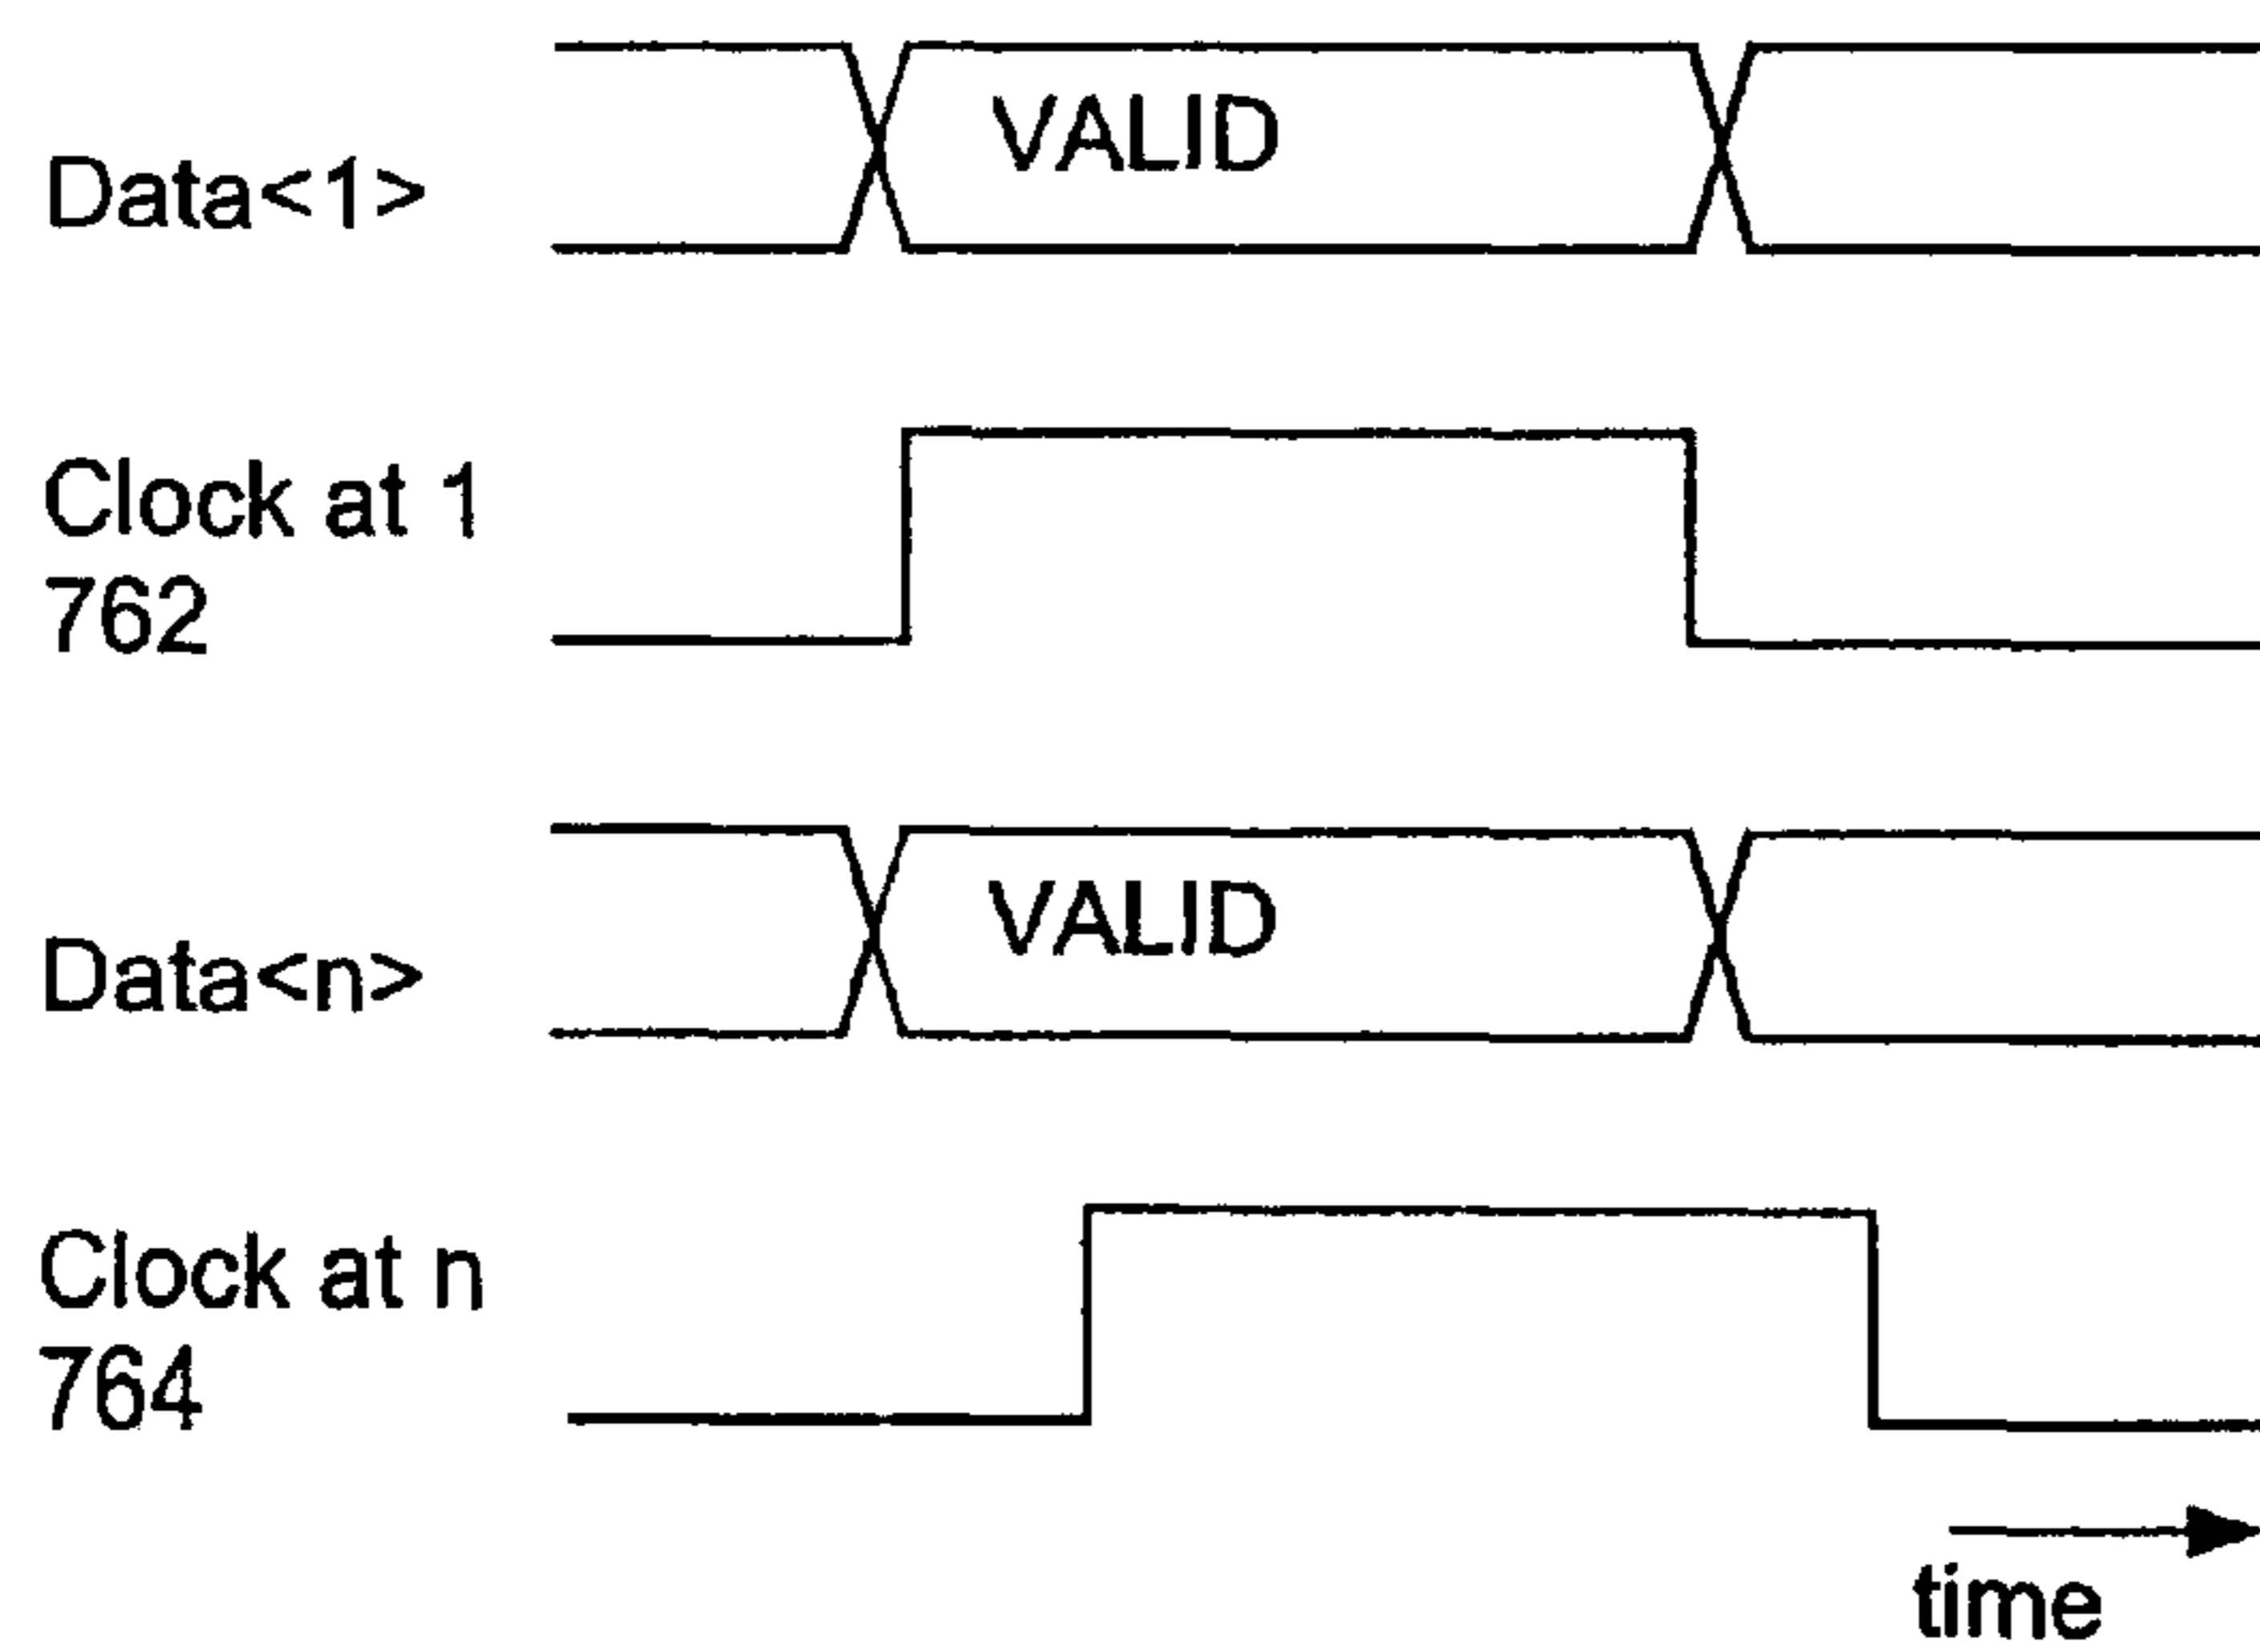 VALID
Data<1>
Clock at 1
762
VALID
Data<n>
Clock at n
764
time